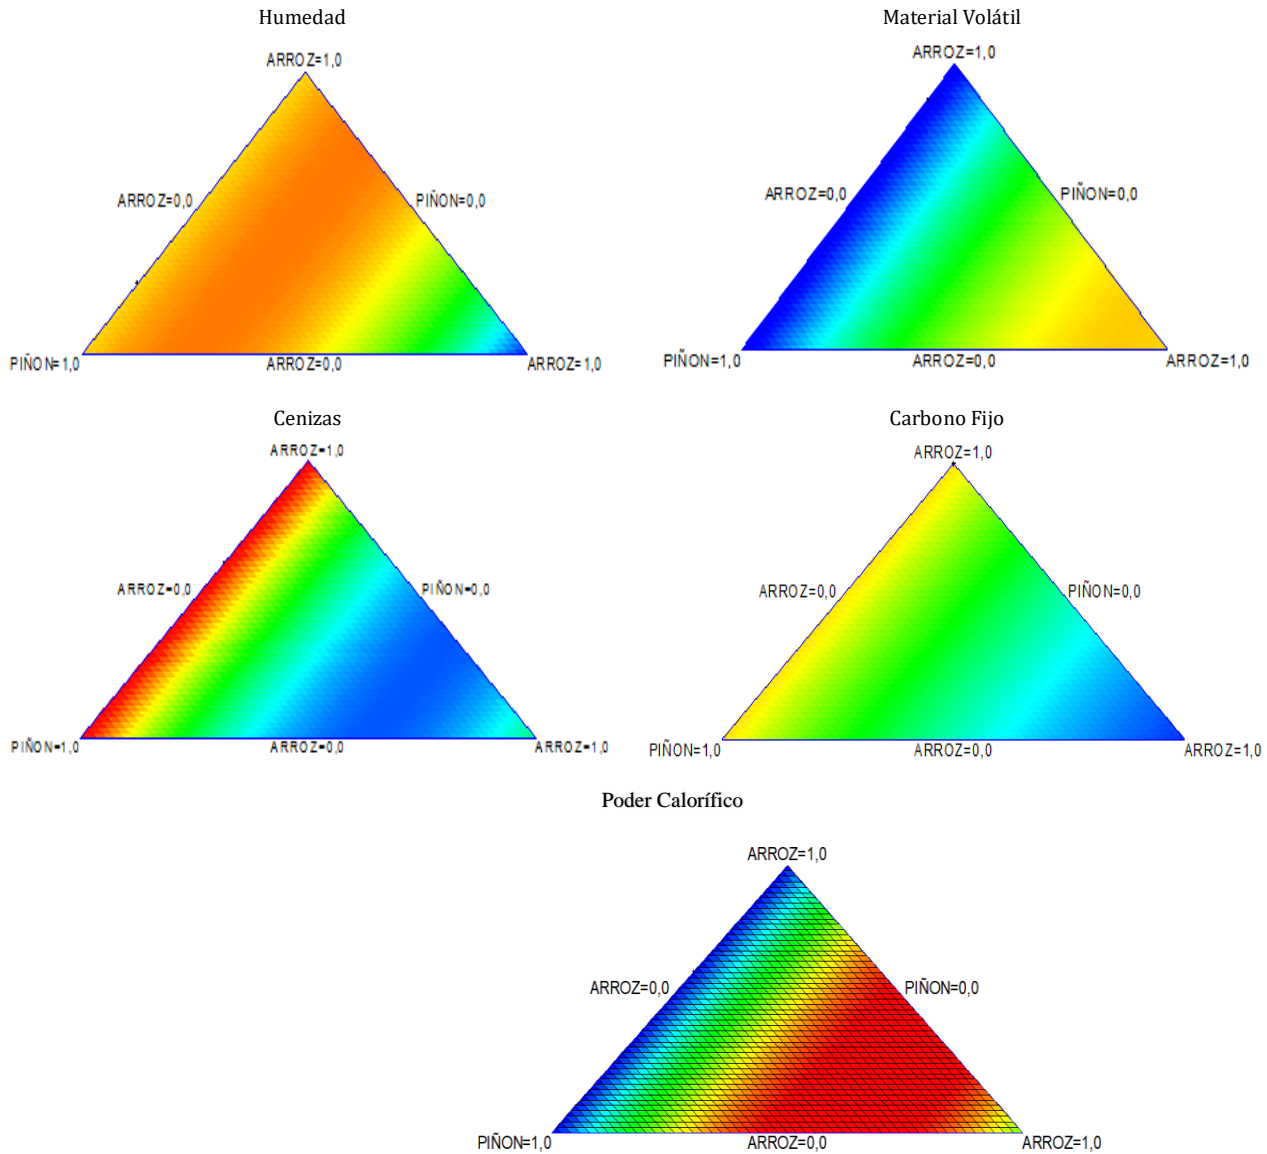 Humedad
ARROZ=1,0
ARROZ=0,0
PIÑON=0,0
PIÑON=1,0
ARROZ=0,0
ARROZ=1,0
Material Volátil
ARROZ=1,0
ARROZ=0,0
PIÑON=0,0
PIÑON=1,0
ARROZ=0,0
ARROZ=1,0
Cenizas
ARROZ=1,0
ARROZ=0,0
PIÑON=0,0
PIÑON=1,0
ARROZ=0,0
ARROZ=1,0
Carbono Fijo
ARROZ=1,0
ARROZ=0,0
PIÑON=0,0
PIÑON=1,0
ARROZ=0,0
ARROZ=1,0
Poder Calorífico
ARROZ=1,0
ARROZ=0,0
PIÑON=0,0
PIÑON=1,0
ARROZ=0,0
ARROZ=1,0